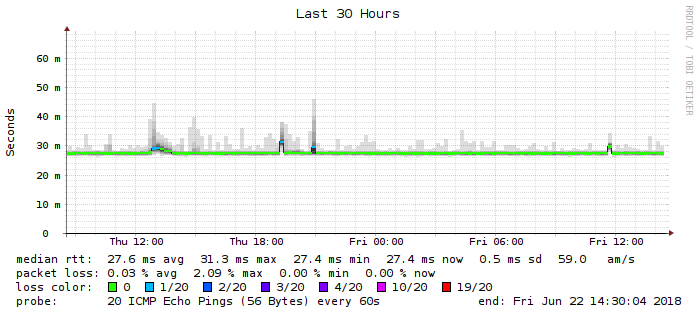 Last 30 Hours
RRDTOOL / TOBI OETIKER
Seconds
60 m
50 m
40 m
30 m
20 m
10 m
0
Thu 12:00 Thu 18:00 Fri 00:00 Fri 06:00 Fri 12:00
median rtt: 27.6 ms avg 31.3 ms max 27.4 ms min 27.4 ms now 0.5 ms sd 59.0 am/s
packet loss: 0.03 % avg 2.09 % max 0.00 % min 0.00 % now
loss color: 0 1/20 2/20 3/20 4/20 10/20 19/20
probe: 20 ICMP Echo Pings (56 Bytes) every 60s end: Fri Jun 22 14:30:04 2018